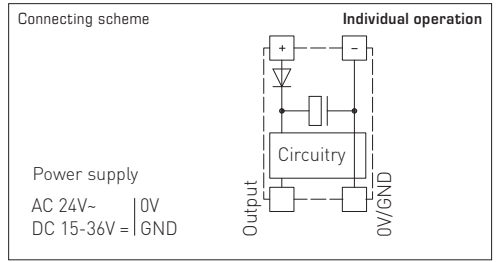 Connecting scheme
Individual operation
+ −
Circuitry
Power supply
AC 24V~ | 0V
DC 15-36V = | GND
Output
0V/GND